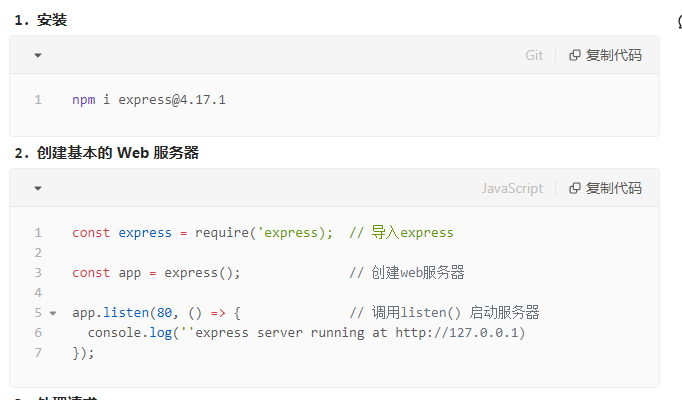 1. 安装
Git 复制代码
1 npm i express@4.17.1
2. 创建基本的 Web 服务器
JavaScript 复制代码
1 const express = require('express); // 导入express
2
3 const app = express(); // 创建web服务器
4
5 app.listen(80, () => { // 调用listen() 启动服务器
6 console.log(''express server running at http://127.0.0.1)
7 });